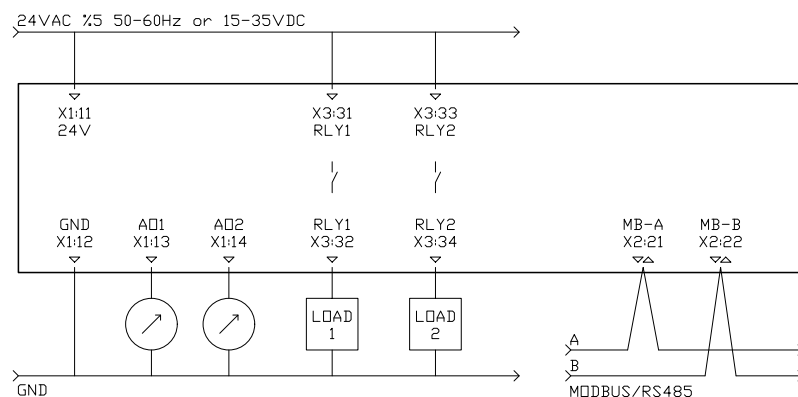 24VAC %5 50-60Hz or 15-35VDC
X1:11
24V
X3:31
RLY1
X3:33
RLY2
GND
X1:12
AO1
X1:13
AO2
X1:14
RLY1
X3:32
RLY2
X3:34
MB-A
X2:21
MB-B
X2:22
LOAD
1
LOAD
2
A
B
GND
MODBUS/RS485